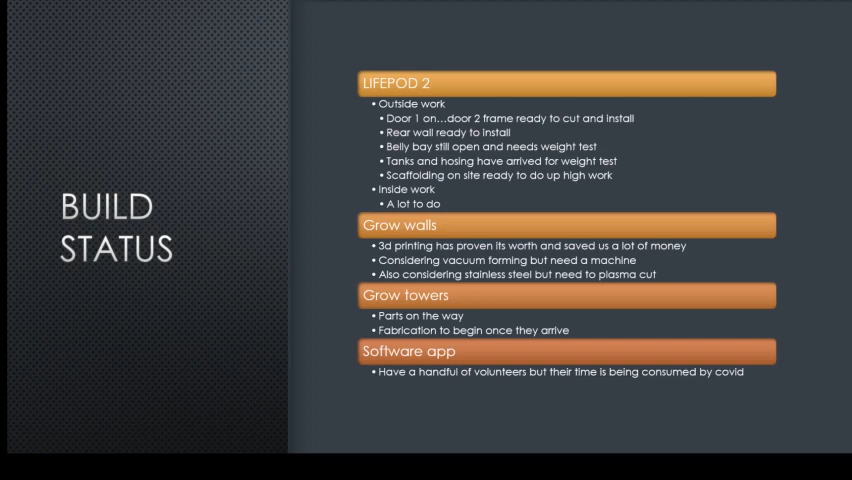 BUILD
STATUS
LIFEPOD 2
• Outside work
• Door 1 on...door 2 frame ready to cut and install
• Rear wall ready to install
• Belly bay still open and needs weight test
• Tanks and hosing have arrived for weight test
• Scaffolding on site ready to do up high work
• Inside work
• A lot to do
Grow walls
• 3d printing has proven its worth and saved us a lot of money
• Considering vacuum forming but need a machine
• Also considering stainless steel but need to plasma cut
Grow towers
• Parts on the way
• Fabrication to begin once they arrive
Software app
• Have a handful of volunteers but their time is being consumed by covid